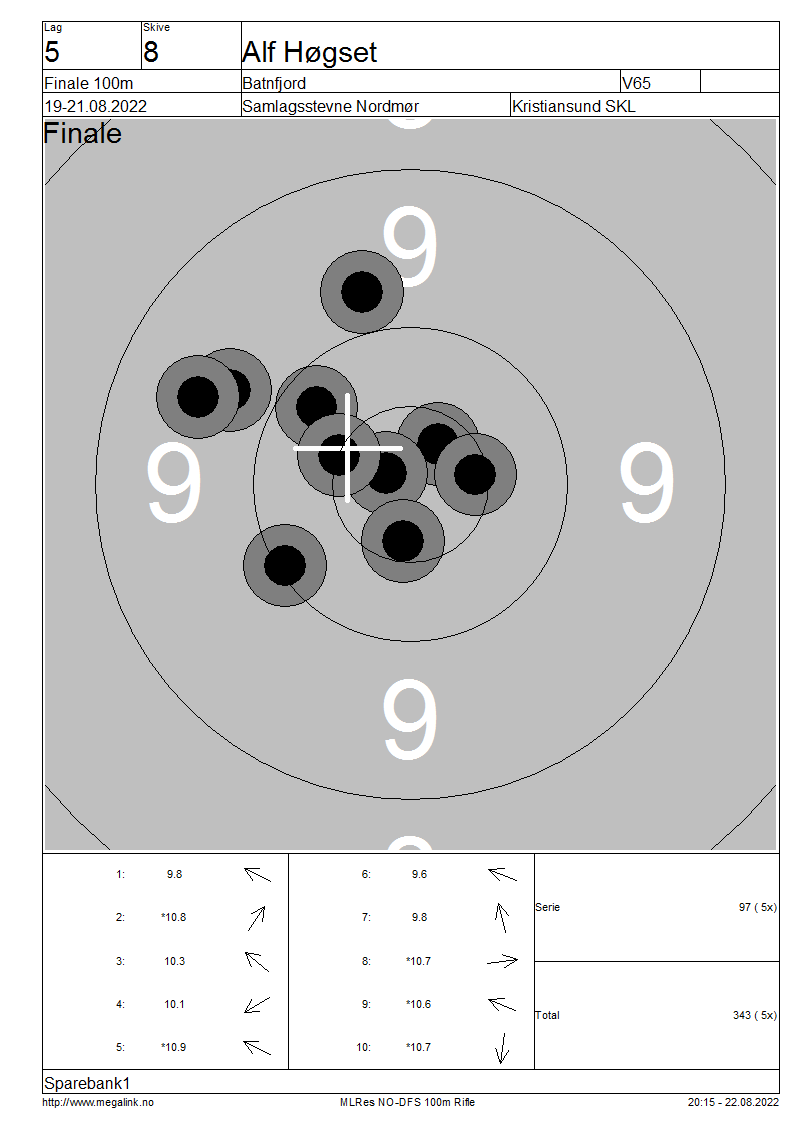 Lag Skive
5 8 Alf Høgset
Finale 100m Batnfjord V65
19-21.08.2022 Samlagsstevne Nordmør Kristiansund SKL
Finale
9
9 9
9
1: 9.8 6: 9.6
Serie 97 ( 5x)
2: *10.8 7: 9.8
3: 10.3 8: *10.7
4: 10.1 9: *10.6
Total 343 ( 5x)
5: *10.9 10: *10.7
Sparebank1
http://www.megalink.no MLRes NO-DFS 100m Rifle 20:15 - 22.08.2022